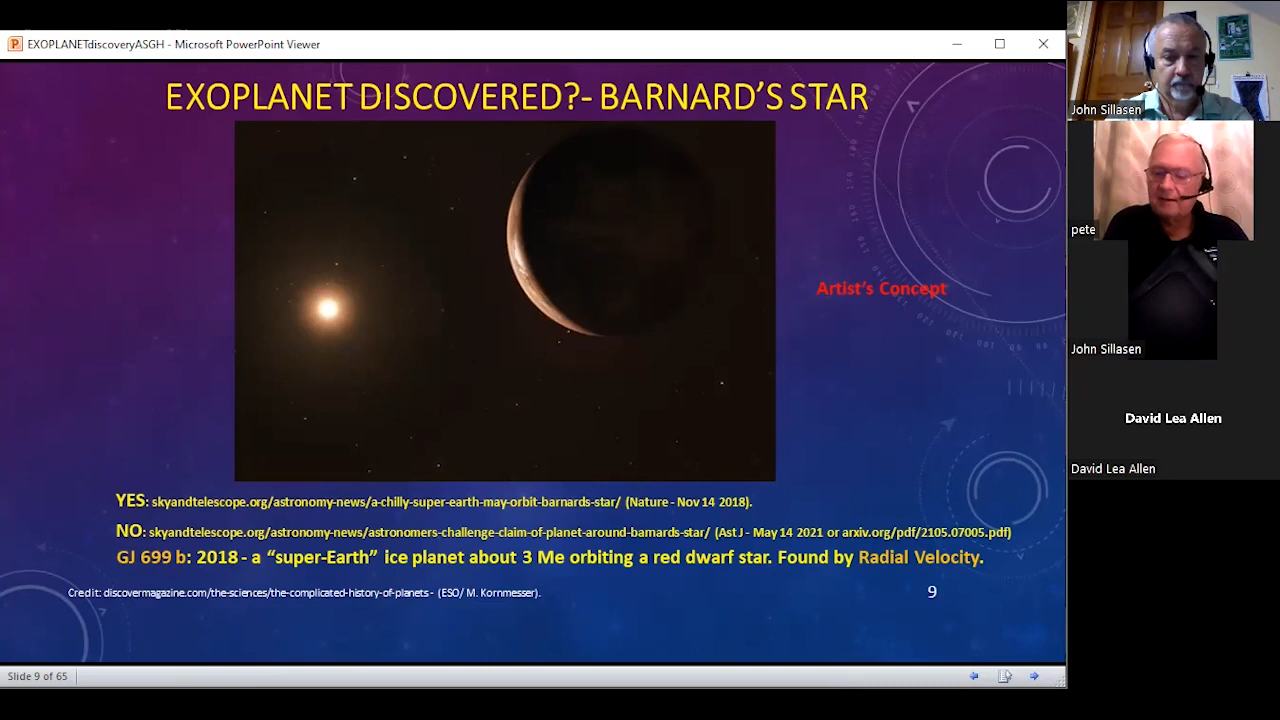 EXOPLANETdiscoveryASGH - Microsoft PowerPoint Viewer
EXOPLANET DISCOVERED?- BARNARD'S STAR
Artist's Concept
YES: skyandtelescope.org/astronomy-news/a-chilly-super-earth-may-orbit-barnards-star/ (Nature - Nov 14 2018).
NO: skyandtelescope.org/astronomy-news/astronomers-challenge-claim-of-planet-around-barnards-star/ (Ast J - May 14 2021 or arxiv.org/pdf/2105.07005.pdf)
GJ 699 b: 2018 - a “super-Earth” ice planet about 3 Me orbiting a red dwarf star. Found by Radial Velocity.
Credit: discovermagazine.com/the-sciences/the-complicated-history-of-planets - (ESO/ M. Kornmesser).
9
Slide 9 of 65
John Sillasen
pete
John Sillasen
David Lea Allen
David Lea Allen